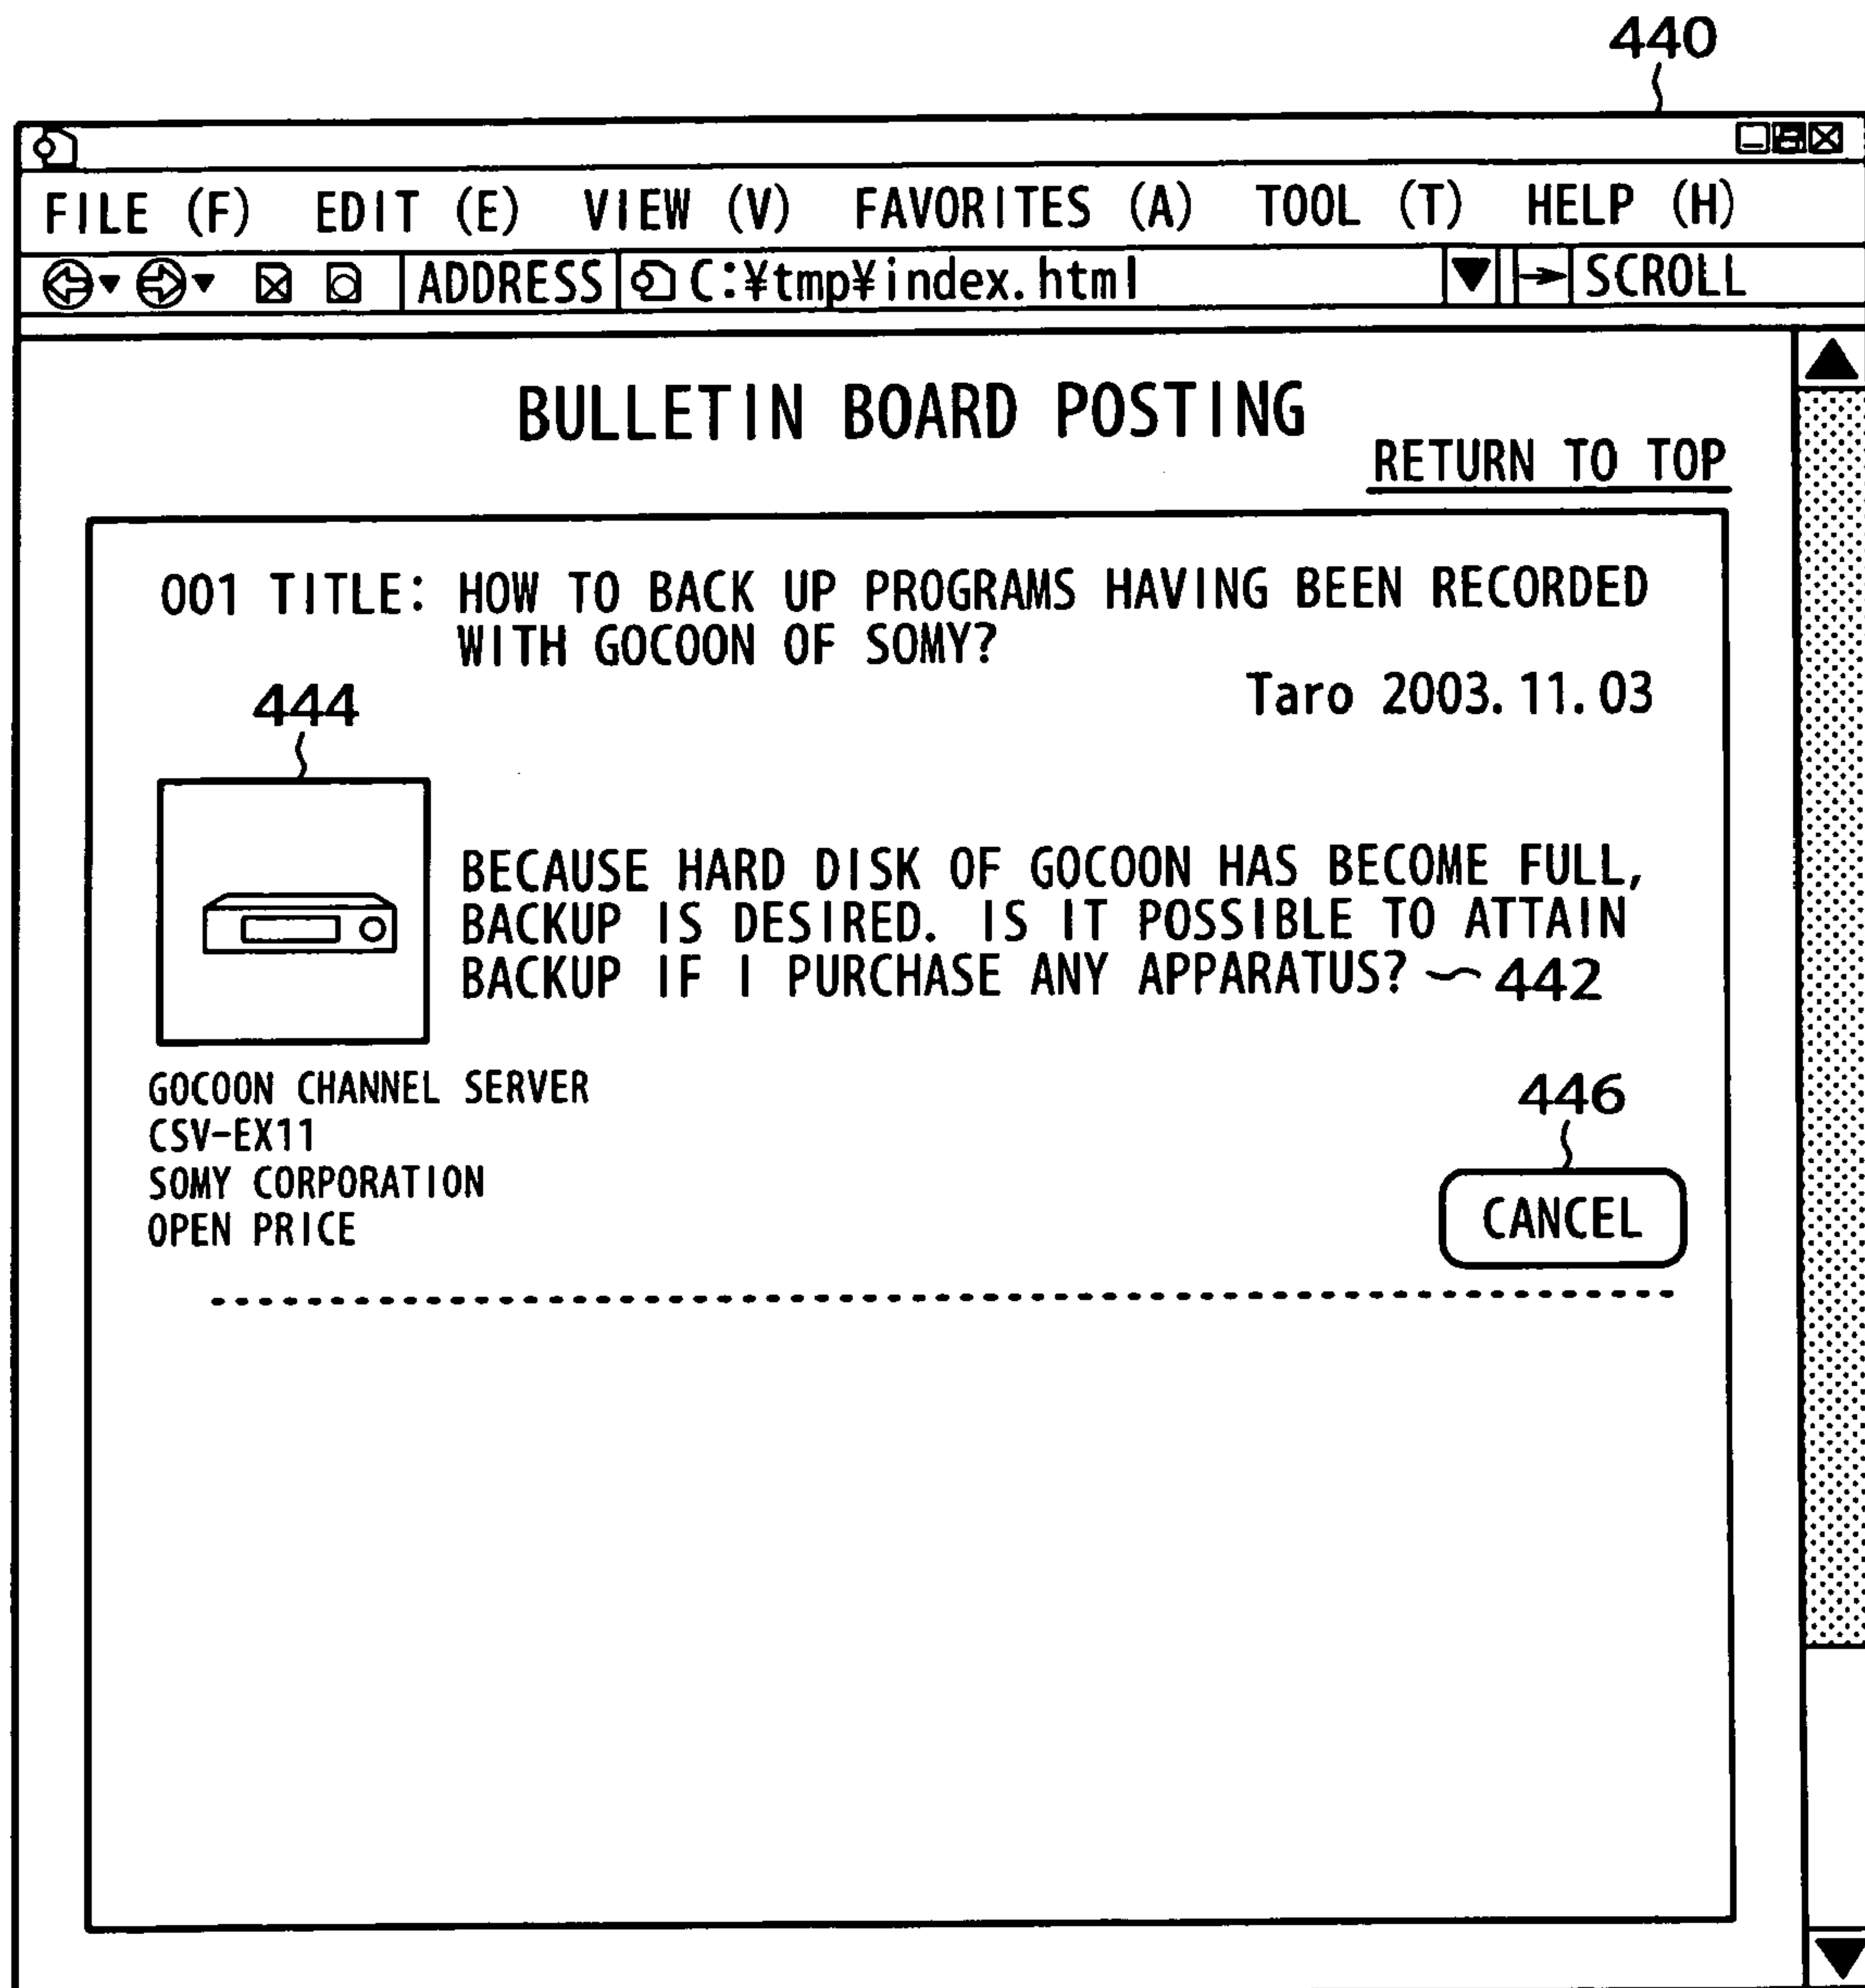 440
FILE (F) EDIT (E) VIEW (V) FAVORITES (A) TOOL (T) HELP (H)
ADDRESS C:¥tmp¥index.html SCROLL
BULLETIN BOARD POSTING
RETURN TO TOP
001 TITLE: HOW TO BACK UP PROGRAMS HAVING BEEN RECORDED
WITH GOCOON OF SOMY?
Taro 2003.11.03
444
BECAUSE HARD DISK OF GOCOON HAS BECOME FULL,
BACKUP IS DESIRED. IS IT POSSIBLE TO ATTAIN
BACKUP IF I PURCHASE ANY APPARATUS? 442
GOCOON CHANNEL SERVER
CSV-EX11
SOMY CORPORATION
OPEN PRICE
446
CANCEL